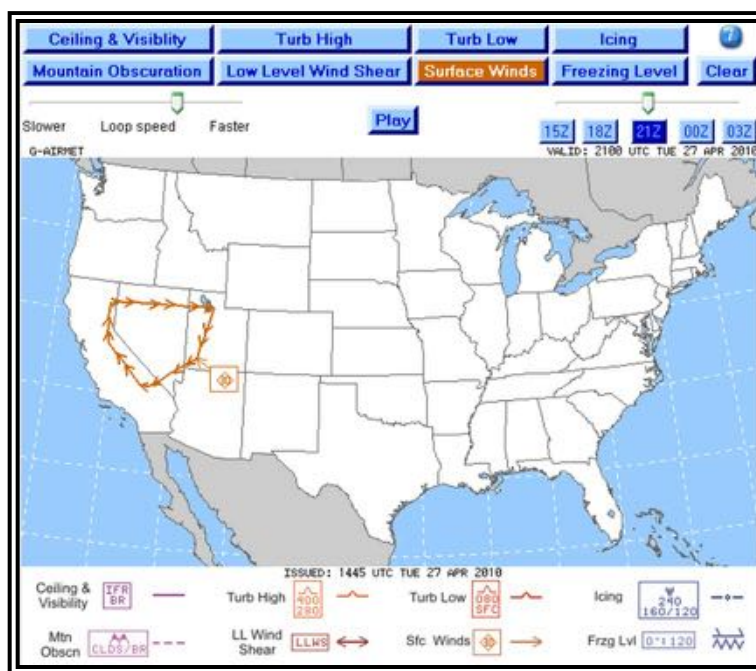 Ceiling & Visiblity Turb High Turb Low Icing ?
Mountain Obscuration Low Level Wind Shear Surface Winds Freezing Level Clear
Slower Loop speed Faster Play 15Z 18Z 21Z 00Z 03Z
G-AIRMET VALID: 2100 UTC TUE 27 APR 2010
30
ISSUED: 1445 UTC TUE 27 APR 2010
Ceiling & Visibility IFR BR Turb High 400 280 Turb Low 080 SFC Icing 240 160/120
Mtn Obscn CLDS/BR LL Wind Shear LLWS Sfc Winds 30 Frzg Lvl 0°:120